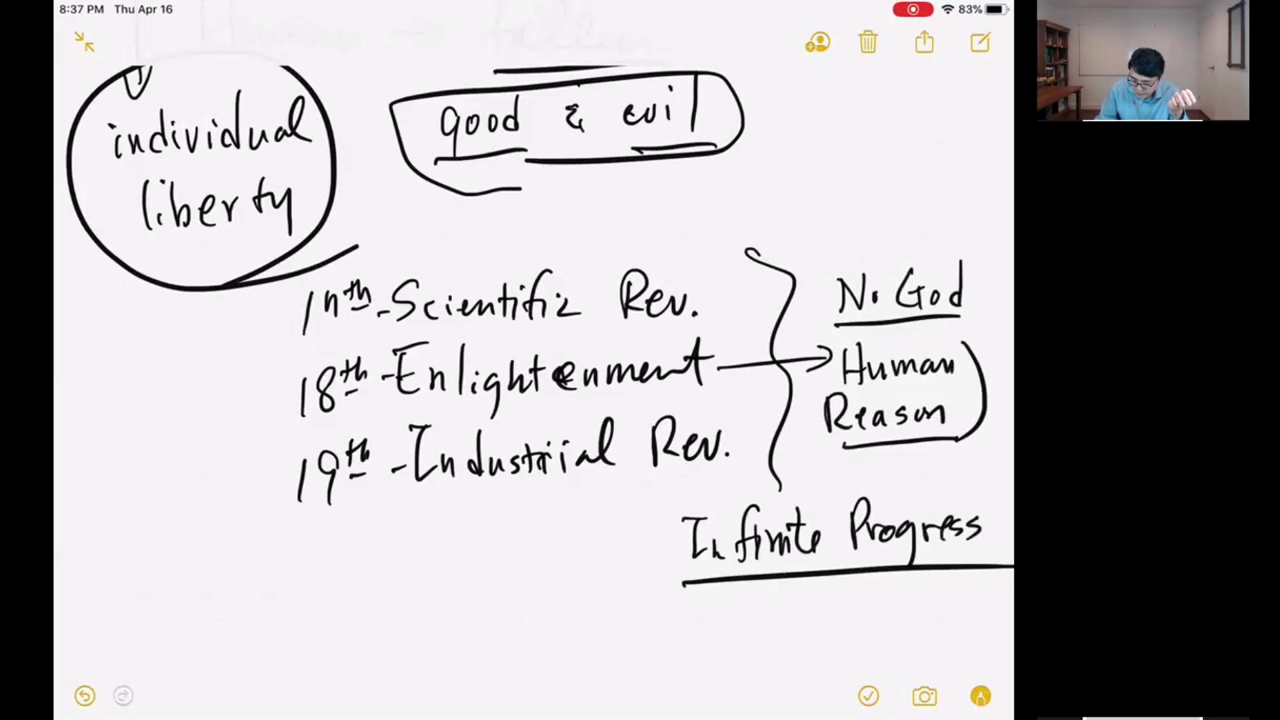 8:37 PM Thu Apr 16
83%
individual
liberty
good & evil
17th - Scientific Rev.
18th - Enlightenment
19th - Industrial Rev.
No God
Human
Reason
Infinite Progress